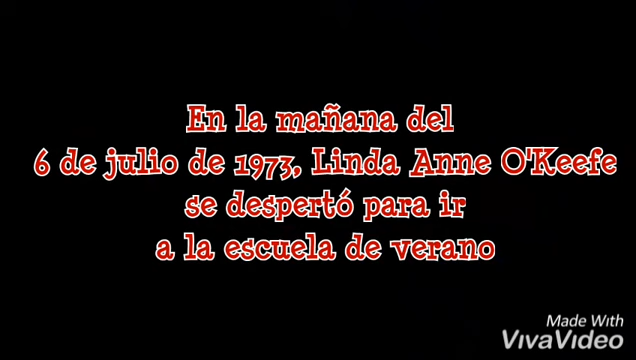 En la mañana del
6 de julio de 1973, Linda Anne O'Keefe
se despertó para ir
a la escuela de verano
Made With
VivaVideo